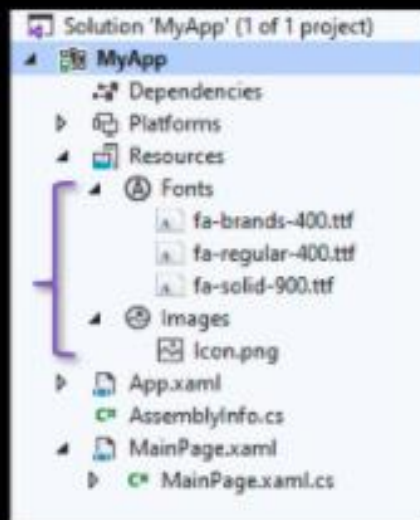 Solution 'MyApp' (1 of 1 project)
MyApp
Dependencies
Platforms
Resources
Fonts
fa-brands-400.ttf
fa-regular-400.ttf
fa-solid-900.ttf
Images
Icon.png
App.xaml
C# AssemblyInfo.cs
MainPage.xaml
C# MainPage.xaml.cs